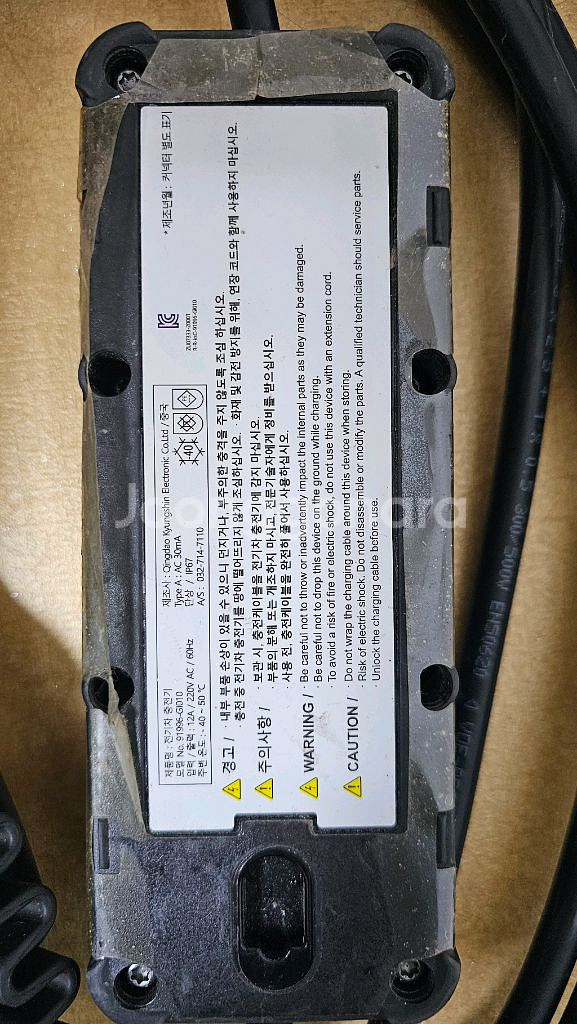 제품명 : 전기차 충전기
모델 No. 91996-GI010
입력 / 출력 : 12A / 220V AC / 60Hz
주변 온도 : - 40 ~ 50 ℃
제조사 : Qingdao Kyungshin Electronic Co.Ltd / 중국
Type A : AC 30mA
단상 / IP67
A/S : 032-714-7110
-40
* 제조년월 : 커넥터 별도 표기
경고 / · 내부 부품 손상이 있을 수 있으니 던지거나, 부주의한 충격을 주지 않도록 조심 하십시오.
· 충전 중 전기차 충전기를 땅에 떨어뜨리지 않게 조심하십시오. · 화재 및 감전 방지를 위해, 연장 코드와 함께 사용하지 마십시오.
주의사항 / · 보관 시, 충전케이블을 전기차 충전기에 감지 마십시오.
· 부품의 분해 또는 개조하지 마시고, 전문기술자에게 정비를 받으십시오.
· 사용 전, 충전케이블을 완전히 풀어서 사용하십시오.
WARNING / · Be careful not to throw or inadvertently impact the internal parts as they may be damaged.
· Be careful not to drop this device on the ground while charging.
· To avoid a risk of fire or electric shock, do not use this device with an extension cord.
CAUTION / · Do not wrap the charging cable around this device when storing.
· Risk of electric shock. Do not disassemble or modify the parts. A qualified technician should service parts.
· Unlock the charging cable before use.
300/500V EN50620